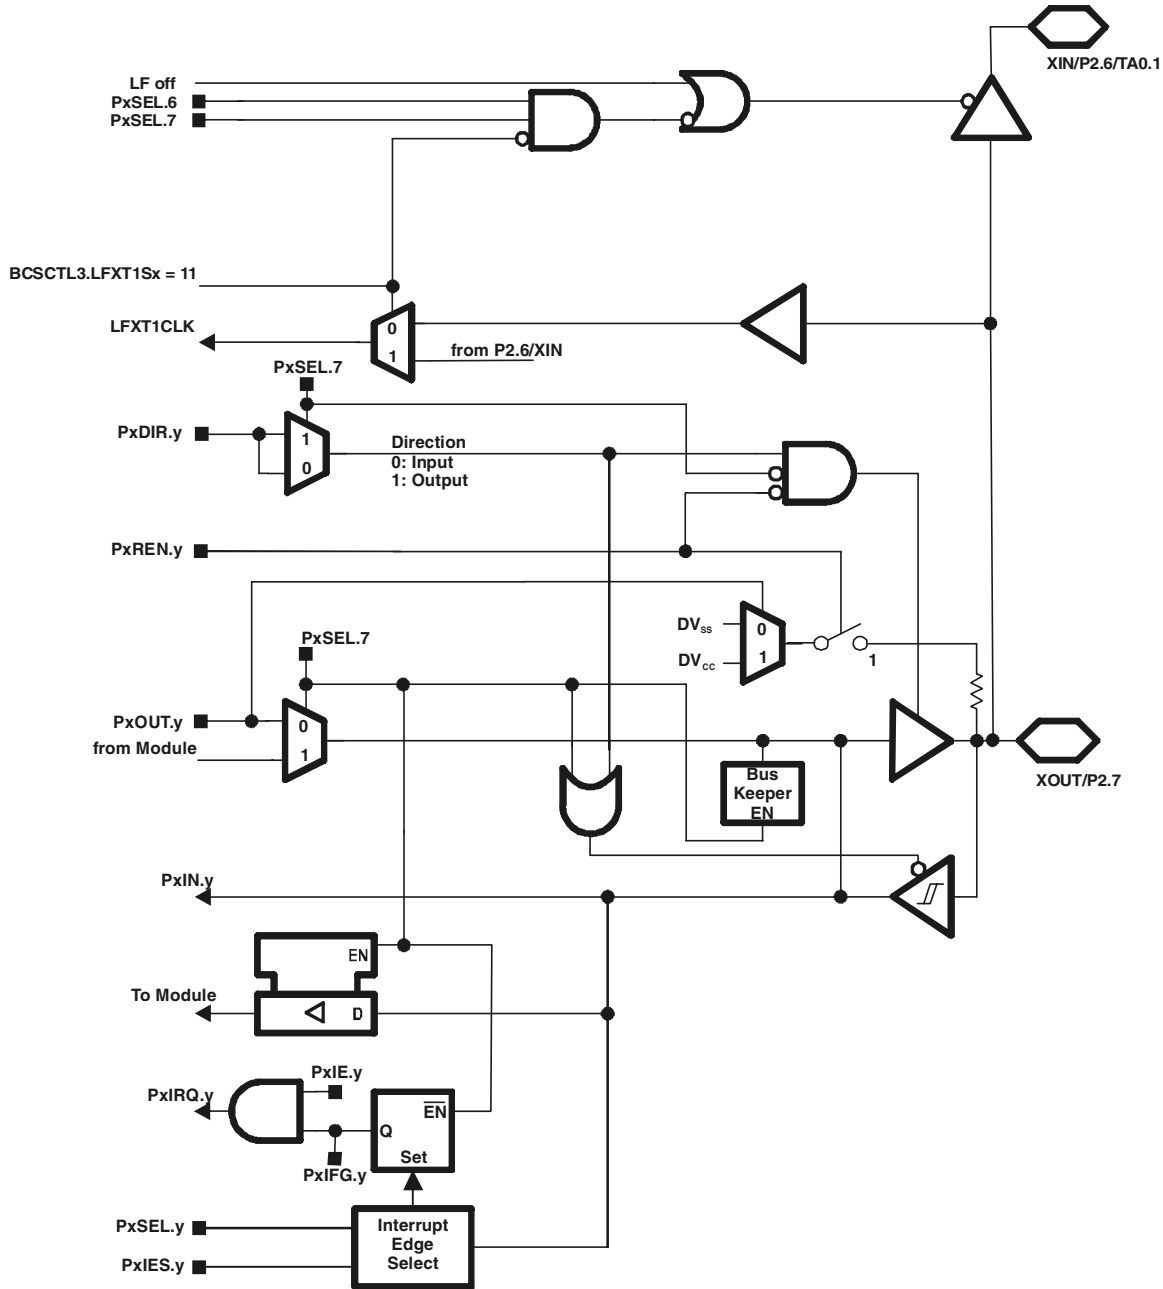 XIN/P2.6/TA0.1
LF off
PxSEL.6
PxSEL.7
BCSCTL3.LFXT1Sx = 11
LFXT1CLK
0
1
from P2.6/XIN
PxSEL.7
PxDIR.y
1
0
Direction
0: Input
1: Output
PxREN.y
PxSEL.7
DVSS
DVCC
0
1
1
PxOUT.y
from Module
0
1
Bus
Keeper
EN
XOUT/P2.7
PxIN.y
EN
To Module
D
PxIE.y
PxIRQ.y
EN
Q
Set
PxIFG.y
PxSEL.y
PxIES.y
Interrupt
Edge
Select